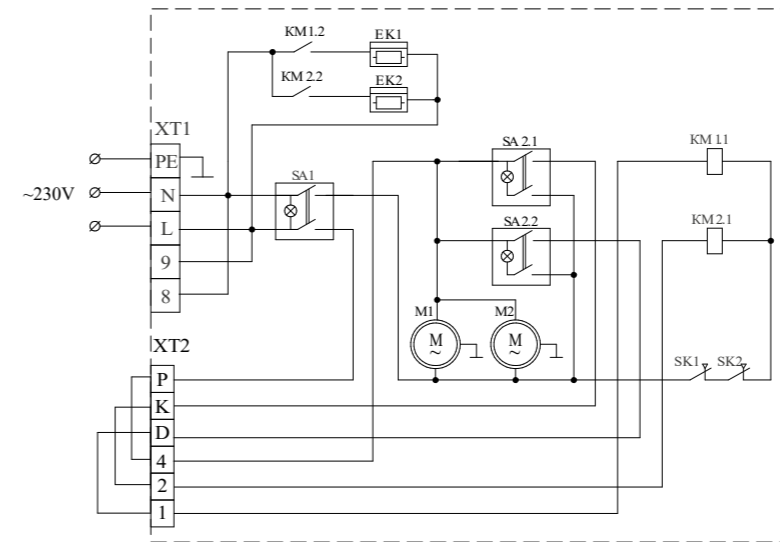 KM1.2
EK1
KM2.2
EK2
XT1
PE
~230V
N
L
9
8
SA1
SA2.1
SA2.2
KM1.1
KM2.1
M1
M
~
M2
M
~
SK1
SK2
XT2
P
K
D
4
2
1